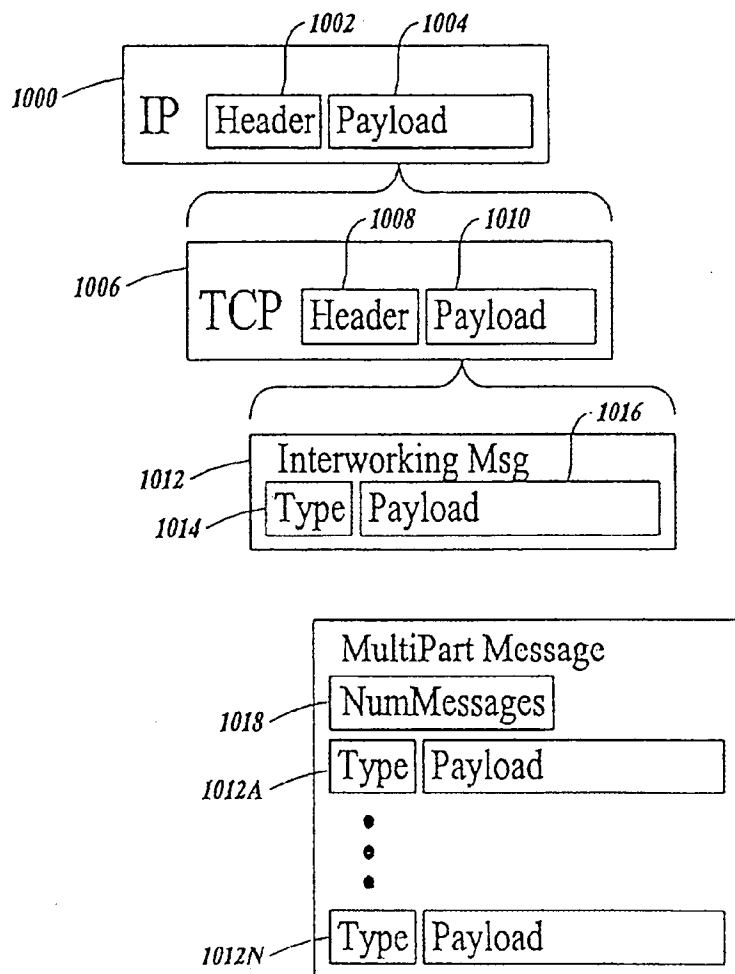 1002 1004
1000
IP Header Payload
1008 1010
1006
TCP Header Payload
1016
1012 Interworking Msg
1014 Type Payload
MultiPart Message
1018 NumMessages
1012A Type Payload
1012N Type Payload